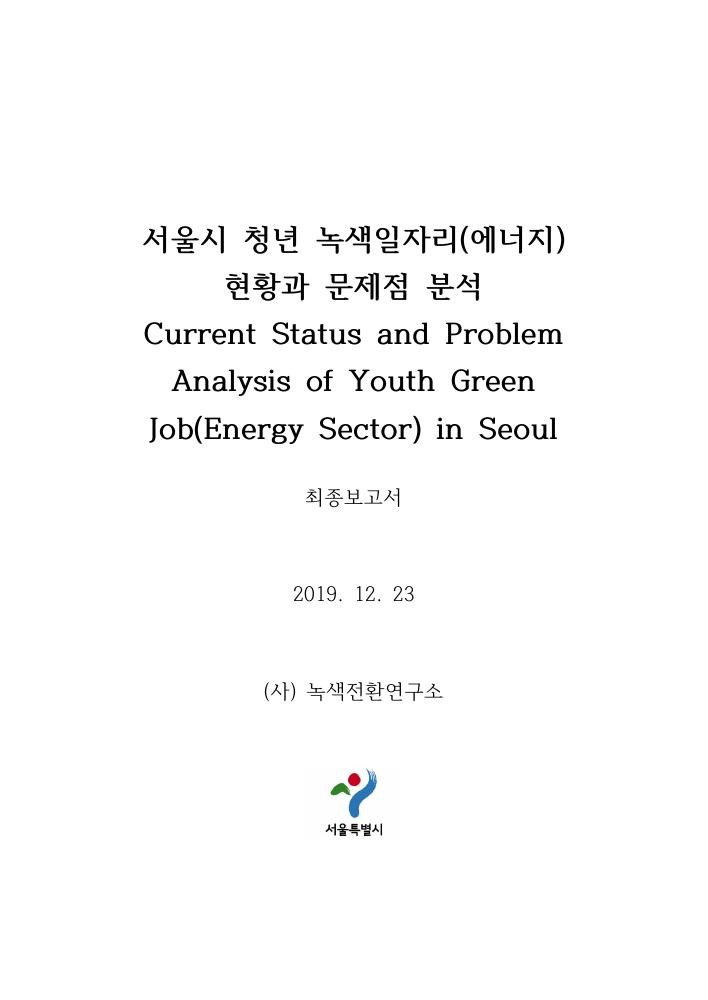 서울시 청년 녹색일자리(에너지)
현황과 문제점 분석
Current Status and Problem
Analysis of Youth Green
Job(Energy Sector) in Seoul
최종보고서
2019. 12. 23
(사) 녹색전환연구소
서울특별시